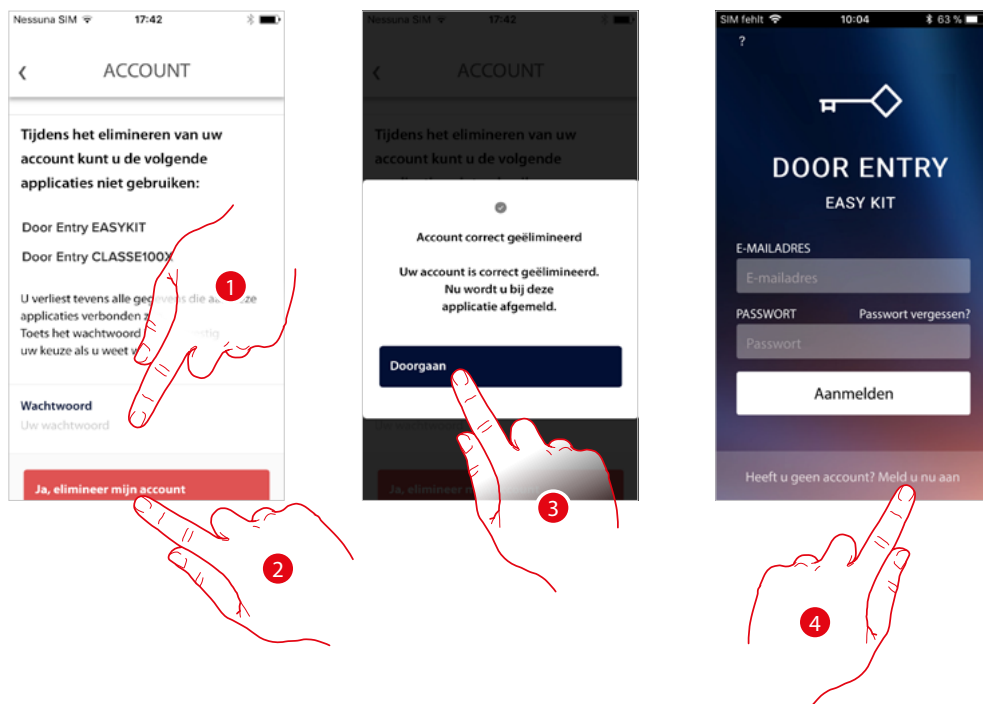 Nessuna SIM 17:42
ACCOUNT
Tijdens het elimineren van uw
account kunt u de volgende
applicaties niet gebruiken:
Door Entry EASYKIT
Door Entry CLASSE100X
U verliest tevens alle gegevens die aan deze
applicaties verbonden z
Toets het wachtwoord
uw keuze als u weet w
Wachtwoord
Uw wachtwoord
Ja, elimineer mijn account
1
2
Nessuna SIM 17:42
ACCOUNT
Tijdens het elimineren van uw
account kunt u de volgende
Account correct geëlimineerd
Uw account is correct geëlimineerd.
Nu wordt u bij deze
applicatie afgemeld.
Doorgaan
Uw wachtwoord
Ja, elimineer
3
SIM fehlt 10:04 63 %
?
DOOR ENTRY
EASY KIT
E-MAILADRES
E-mailadres
PASSWORT Passwort vergessen?
Passwort
Aanmelden
Heeft u geen account? Meld u nu aan
4